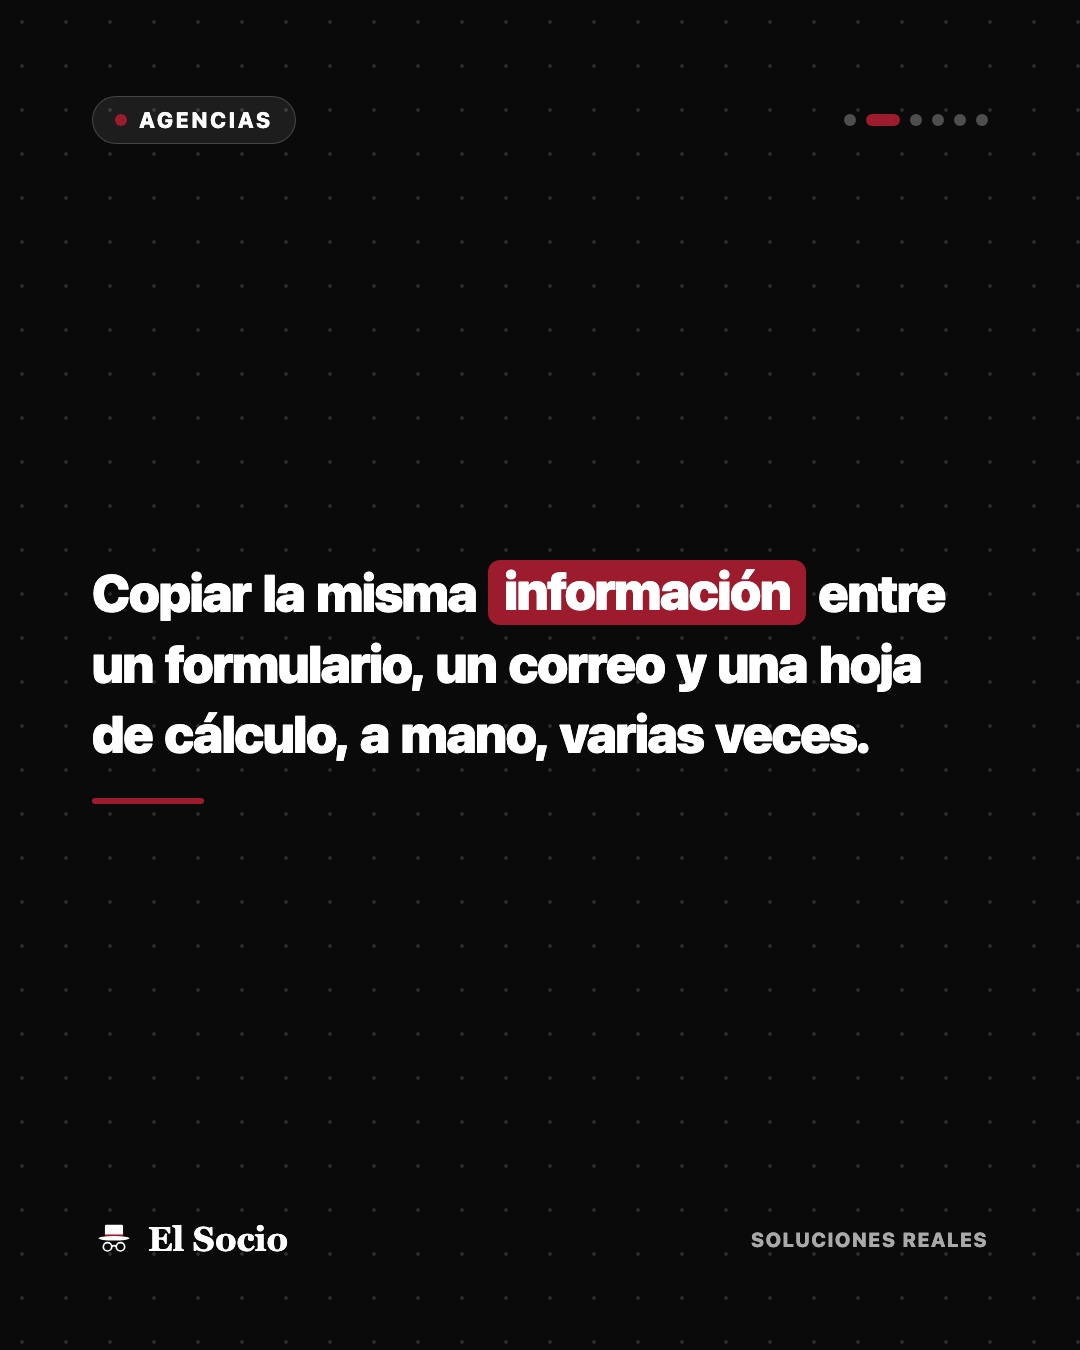 AGENCIAS
Copiar la misma información entre
un formulario, un correo y una hoja
de cálculo, a mano, varias veces.
El Socio
SOLUCIONES REALES